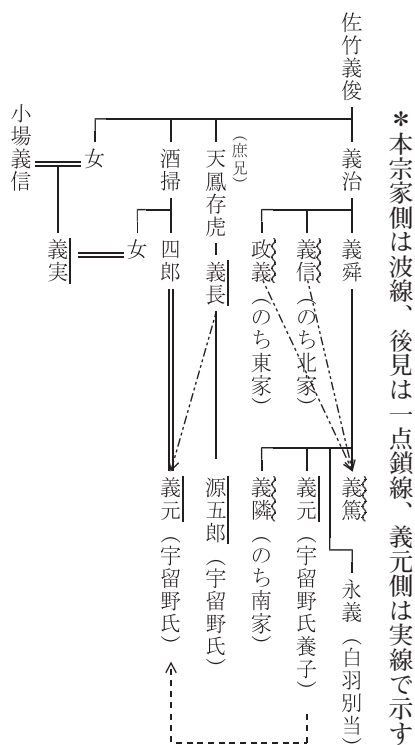 *本宗家側は波線、後見は一点鎖線、義元側は実線で示す
佐竹義俊
義治
(庶兄)
天鳳存虎
酒掃
女
小場義信
義舜
義信(のち北家)
政義(のち東家)
義長
四郎
女
義実
義篤
永義(白羽別当)
義元(宇留野氏養子)
義隣(のち南家)
源五郎(宇留野氏)
義元(宇留野氏)